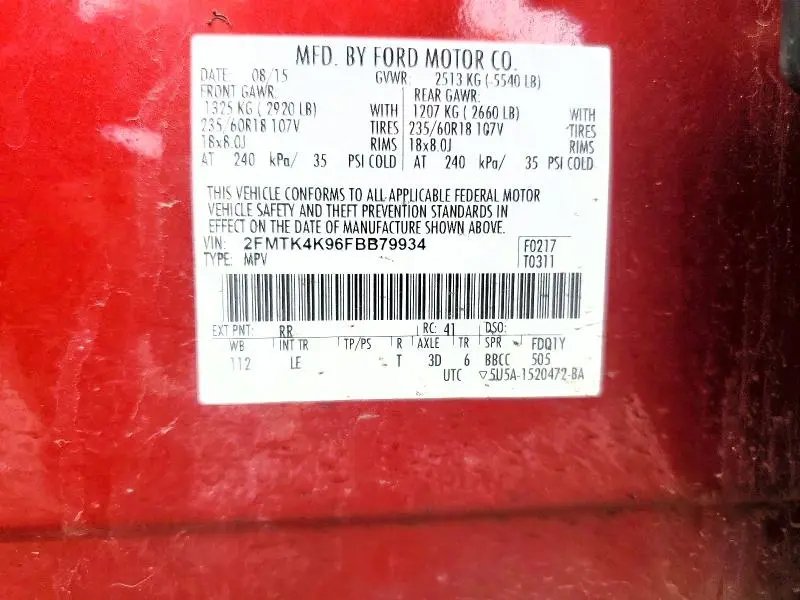 MFD. BY FORD MOTOR CO.
DATE: 08/15 GVWR: 2513 KG (-5540 LB)
FRONT GAWR: REAR GAWR:
1325 KG ( 2920 LB) WITH 1207 KG ( 2660 LB) WITH
235/60R18 107V TIRES 235/60R18 107V TIRES
18x8.0J RIMS 18x8.0J RIMS
AT 240 kPa/ 35 PSI COLD AT 240 kPa/ 35 PSI COLD
THIS VEHICLE CONFORMS TO ALL APPLICABLE FEDERAL MOTOR
VEHICLE SAFETY AND THEFT PREVENTION STANDARDS IN
EFFECT ON THE DATE OF MANUFACTURE SHOWN ABOVE.
VIN: 2FMTK4K96FBB79934 F0217
TYPE: MPV T0311
EXT PNT: RR RC: 41 DSO:
WB INT TR TP/PS R AXLE TR SPR FDQ1Y
112 LE T 3D 6 BBCC 505
UTC ▽5U5A-1520472-BA